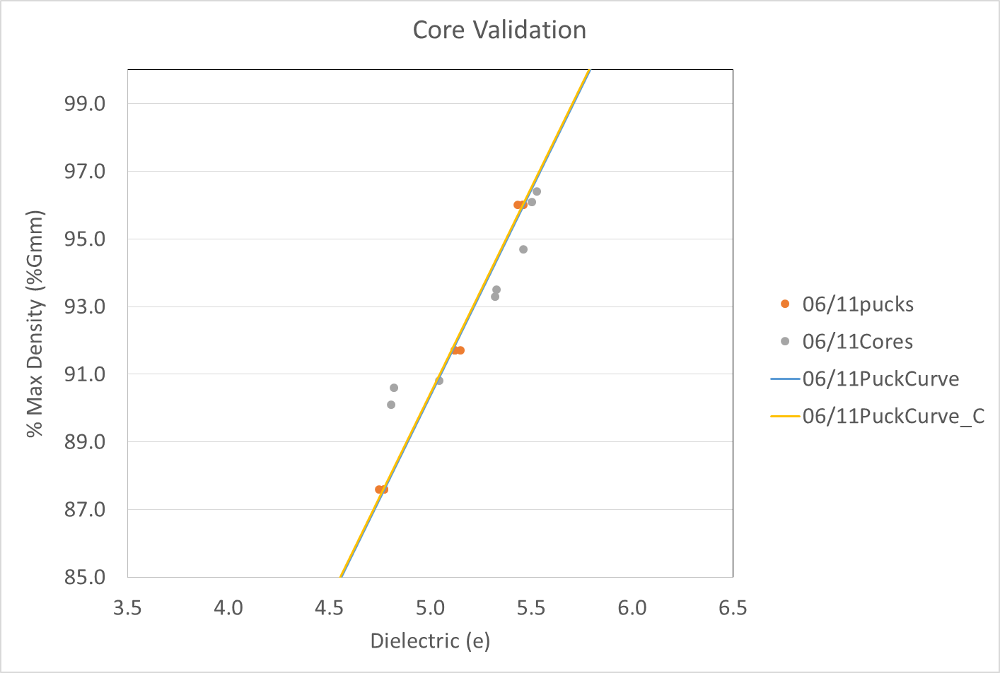 Core Validation
99.0
97.0
95.0
93.0
91.0
89.0
87.0
85.0
% Max Density (%Gmm)
3.5 4.0 4.5 5.0 5.5 6.0 6.5
Dielectric (e)
06/11pucks
06/11Cores
06/11PuckCurve
06/11PuckCurve_C